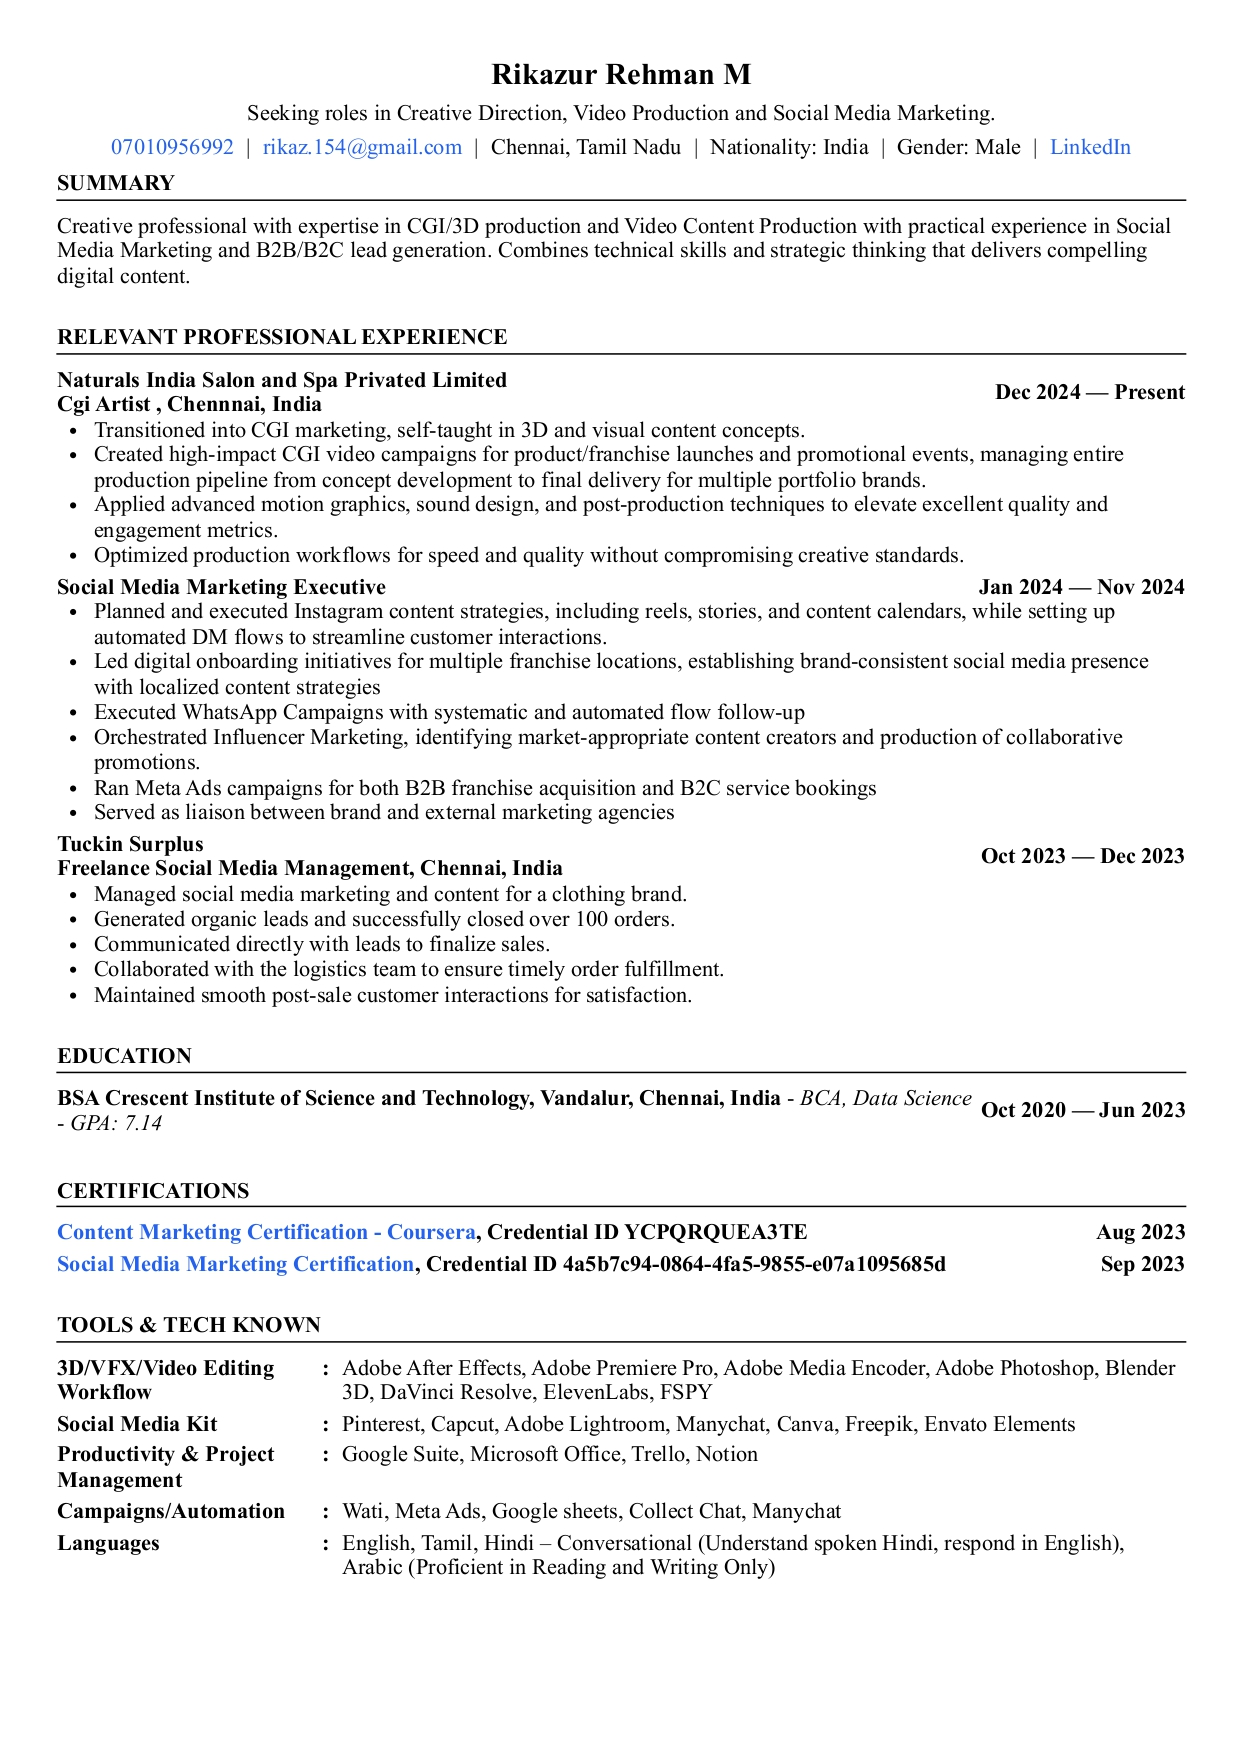 Rikazur Rehman M
Seeking roles in Creative Direction, Video Production and Social Media Marketing.
07010956992 | rikaz.154@gmail.com | Chennai, Tamil Nadu | Nationality: India | Gender: Male | LinkedIn
SUMMARY
Creative professional with expertise in CGI/3D production and Video Content Production with practical experience in Social
Media Marketing and B2B/B2C lead generation. Combines technical skills and strategic thinking that delivers compelling
digital content.
RELEVANT PROFESSIONAL EXPERIENCE
Naturals India Salon and Spa Privated Limited
Cgi Artist , Chennnai, India
Dec 2024 — Present
• Transitioned into CGI marketing, self-taught in 3D and visual content concepts.
• Created high-impact CGI video campaigns for product/franchise launches and promotional events, managing entire
production pipeline from concept development to final delivery for multiple portfolio brands.
• Applied advanced motion graphics, sound design, and post-production techniques to elevate excellent quality and
engagement metrics.
• Optimized production workflows for speed and quality without compromising creative standards.
Social Media Marketing Executive Jan 2024 — Nov 2024
• Planned and executed Instagram content strategies, including reels, stories, and content calendars, while setting up
automated DM flows to streamline customer interactions.
• Led digital onboarding initiatives for multiple franchise locations, establishing brand-consistent social media presence
with localized content strategies
• Executed WhatsApp Campaigns with systematic and automated flow follow-up
• Orchestrated Influencer Marketing, identifying market-appropriate content creators and production of collaborative
promotions.
• Ran Meta Ads campaigns for both B2B franchise acquisition and B2C service bookings
• Served as liaison between brand and external marketing agencies
Tuckin Surplus
Freelance Social Media Management, Chennai, India
Oct 2023 — Dec 2023
• Managed social media marketing and content for a clothing brand.
• Generated organic leads and successfully closed over 100 orders.
• Communicated directly with leads to finalize sales.
• Collaborated with the logistics team to ensure timely order fulfillment.
• Maintained smooth post-sale customer interactions for satisfaction.
EDUCATION
BSA Crescent Institute of Science and Technology, Vandalur, Chennai, India - BCA, Data Science
- GPA: 7.14
Oct 2020 — Jun 2023
CERTIFICATIONS
Content Marketing Certification - Coursera, Credential ID YCPQRQUEA3TE Aug 2023
Social Media Marketing Certification, Credential ID 4a5b7c94-0864-4fa5-9855-e07a1095685d Sep 2023
TOOLS & TECH KNOWN
3D/VFX/Video Editing : Adobe After Effects, Adobe Premiere Pro, Adobe Media Encoder, Adobe Photoshop, Blender
Workflow 3D, DaVinci Resolve, ElevenLabs, FSPY
Social Media Kit : Pinterest, Capcut, Adobe Lightroom, Manychat, Canva, Freepik, Envato Elements
Productivity & Project : Google Suite, Microsoft Office, Trello, Notion
Management
Campaigns/Automation : Wati, Meta Ads, Google sheets, Collect Chat, Manychat
Languages : English, Tamil, Hindi – Conversational (Understand spoken Hindi, respond in English),
Arabic (Proficient in Reading and Writing Only)